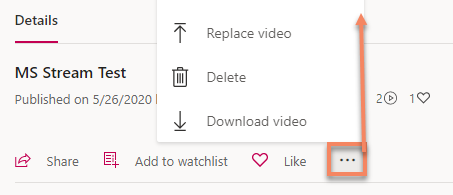 Details
Replace video
MS Stream Test
Delete
Published on 5/26/2020
2 1
Download video
Share Add to watchlist Like ...